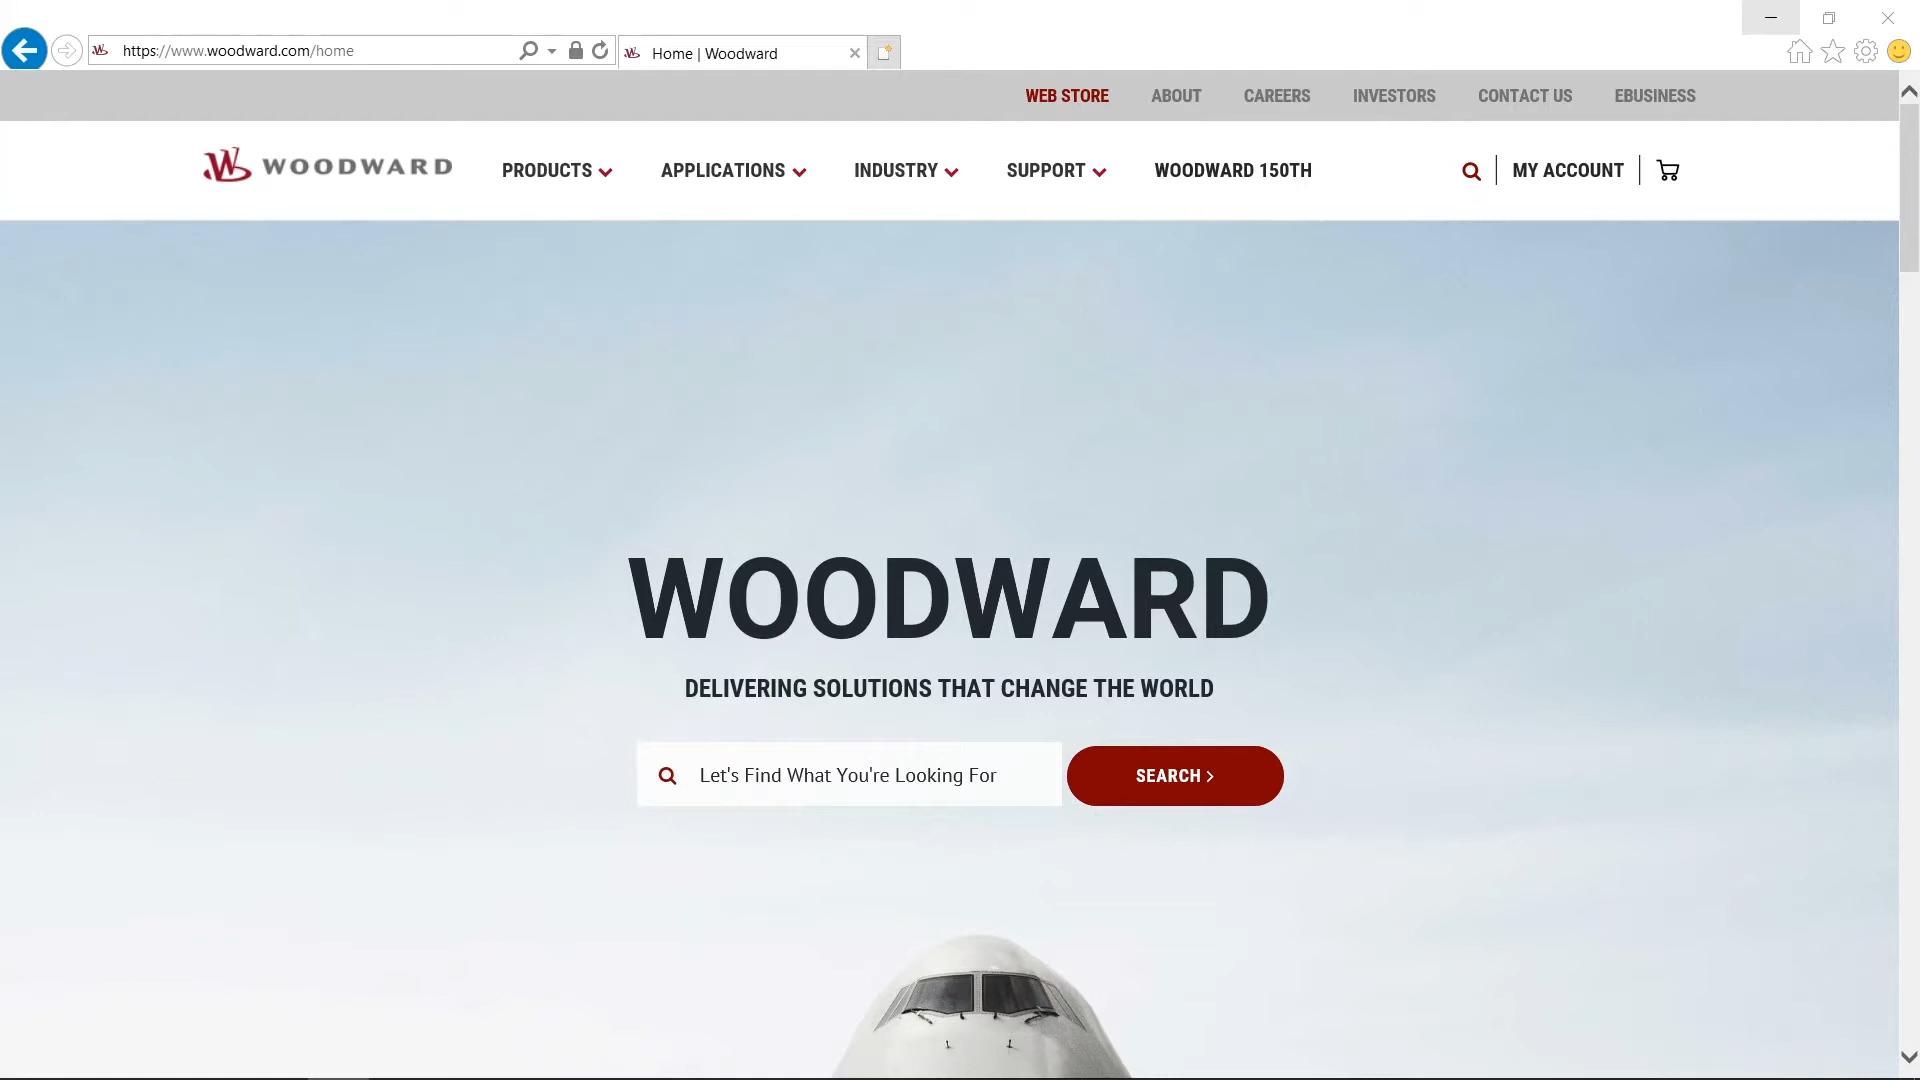 https://www.woodward.com/home
Home | Woodward
WEB STORE ABOUT CAREERS INVESTORS CONTACT US EBUSINESS
WOODWARD PRODUCTS APPLICATIONS INDUSTRY SUPPORT WOODWARD 150TH MY ACCOUNT
WOODWARD
DELIVERING SOLUTIONS THAT CHANGE THE WORLD
Let's Find What You're Looking For SEARCH